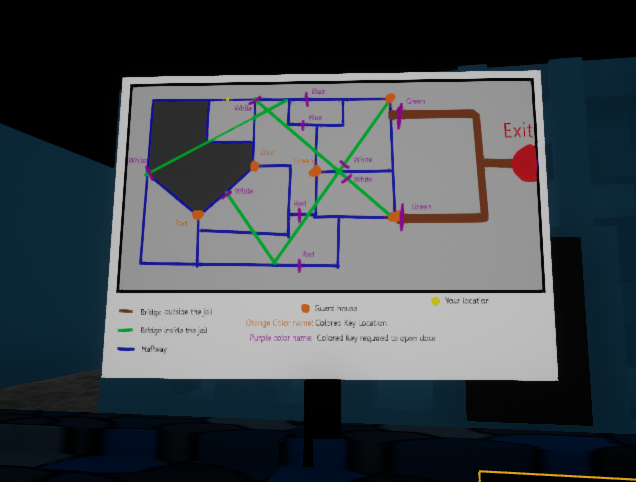 Blue
White
Green
Blue
Exit
White
Blue
Green
White
White
White
Red
Red
Green
Red
Bridge outside the jail
Guard house
Your location
Orange Color name: Colored Key Location
Bridge inside the jail
Purple color name: Colored Key required to open door
Hallway